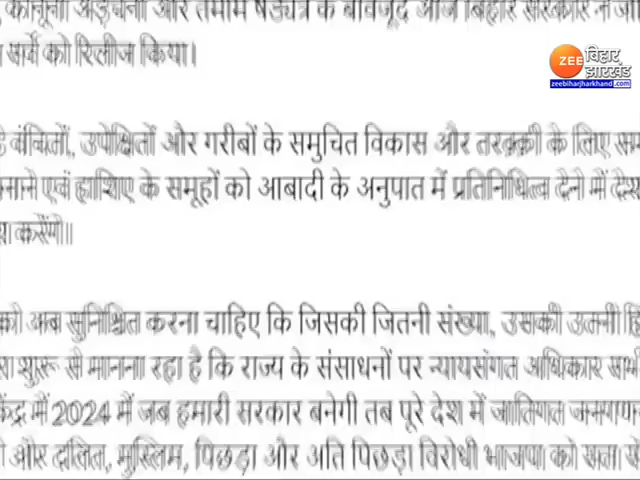 कानूनी अड़चनों और तमाम षड्यंत्र के बावजूद आज बिहार सरकार ने
सर्वे को रिलीज किया।
ZEE बिहार झारखंड
zeebiharjharkhand.com
वंचितों, उपेक्षितों और गरीबों के समुचित विकास और तरक़्क़ी के लिए
एवं हाशिए के समूहों को आबादी के अनुपात में प्रतिनिधित्व देने में देश
करेंगे॥
को अब सुनिश्चित करना चाहिए कि जिसकी जितनी संख्या, उसकी उतनी
शुरू से मानना रहा है कि राज्य के संसाधनों पर न्यायसंगत अधिकार
केंद्र में 2024 में जब हमारी सरकार बनेगी तब पूरे देश में जातिगत
और दलित, मुस्लिम, पिछड़ा और अति पिछड़ा विरोधी भाजपा को सत्ता से